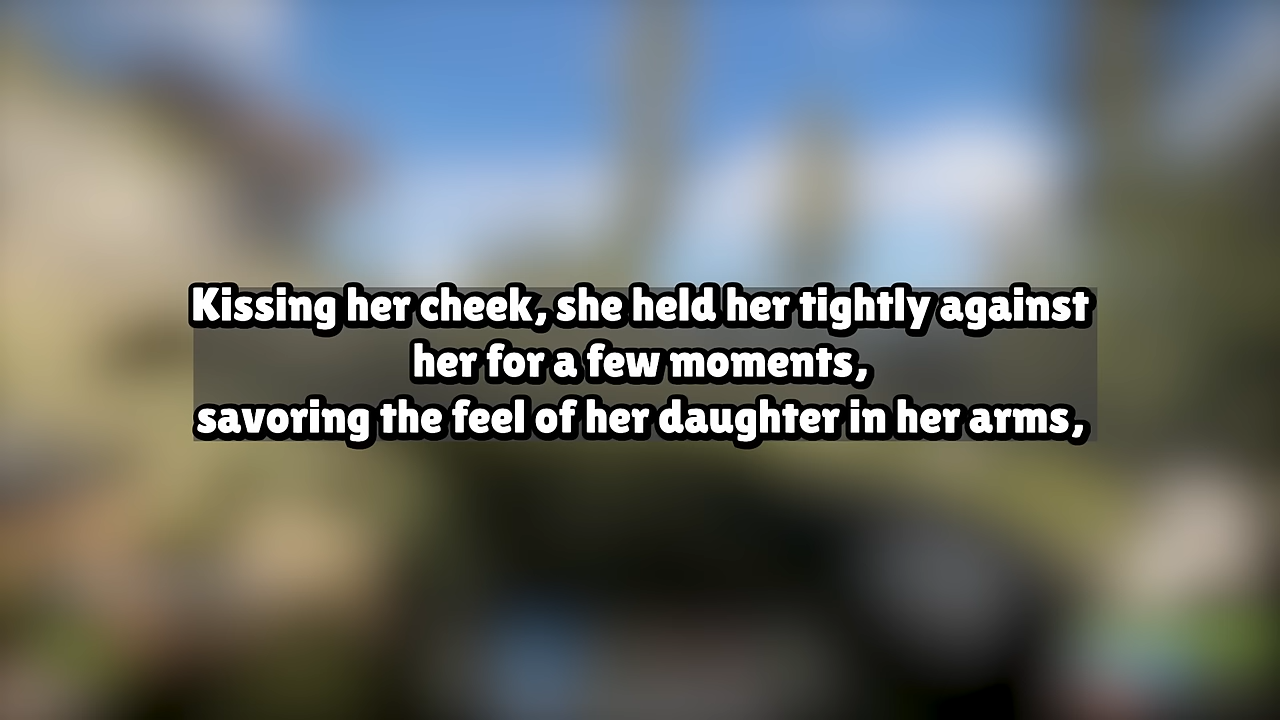 Kissing her cheek, she held her tightly against
her for a few moments,
savoring the feel of her daughter in her arms,